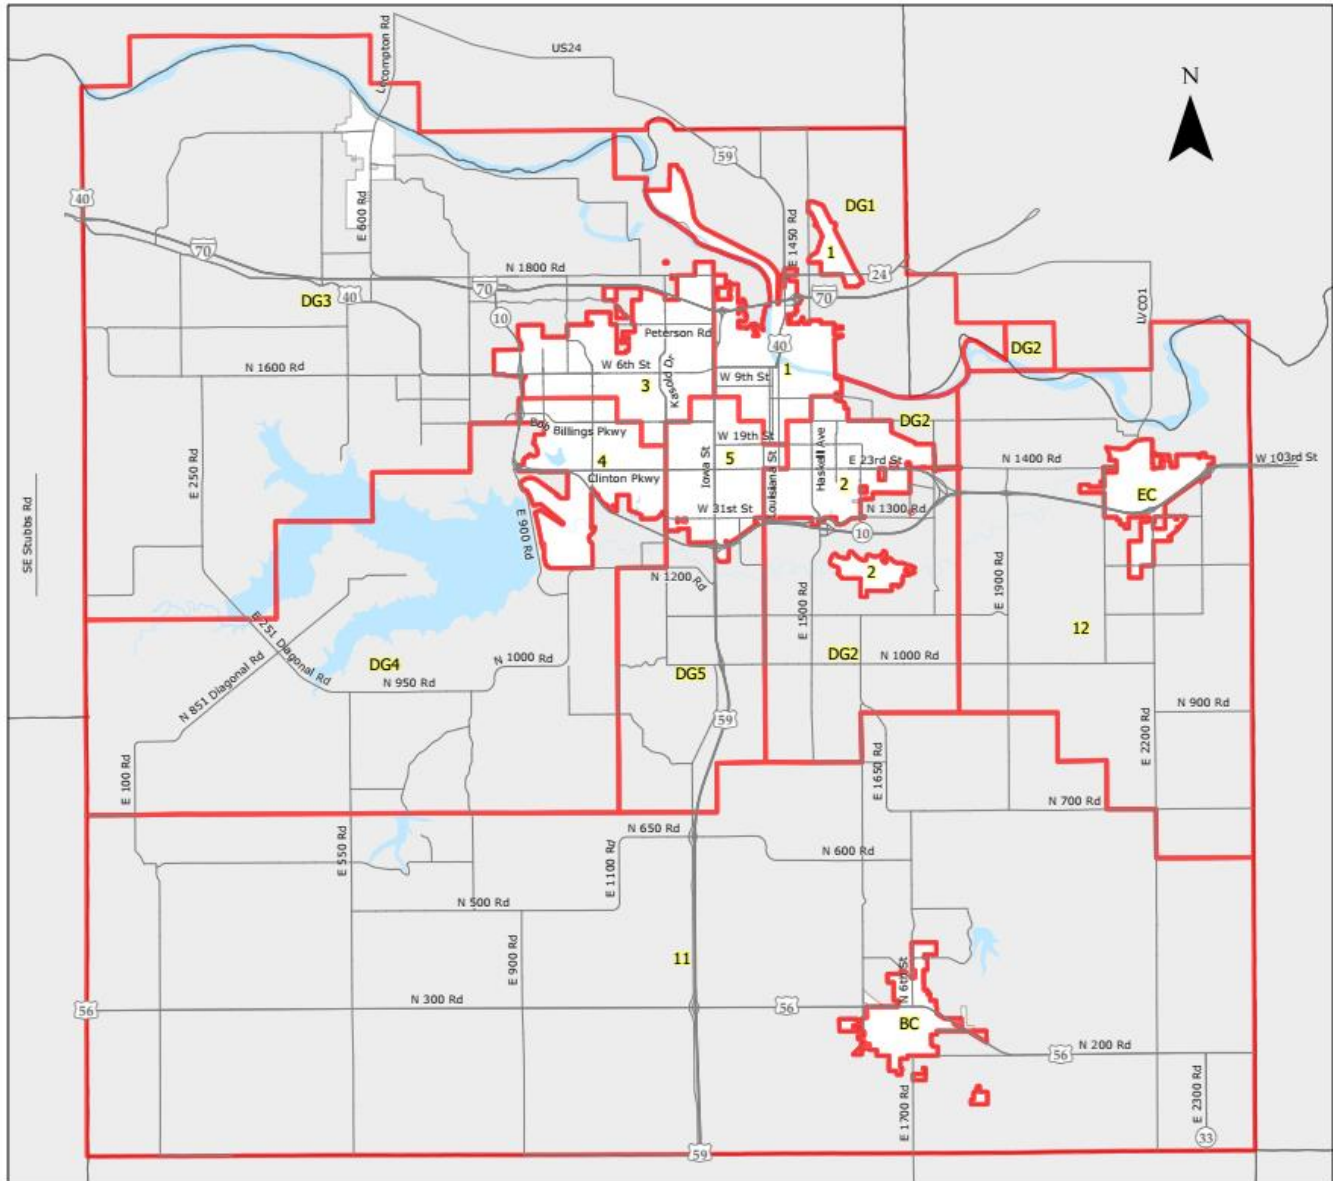 US24
Lecompton Rd
N
59
40
DG1
E 600 Rd
E 1450 Rd
1
70
N 1800 Rd
24
70
70
DG3
40
10
LVCO1
Peterson Rd
40
DG2
N 1600 Rd
W 6th St
Kasold Dr
W 9th St
1
3
Bob Billings Pkwy
DG2
W 19th St
Haskell Ave
E 250 Rd
4
5
E 23rd St
N 1400 Rd
W 103rd St
Clinton Pkwy
Iowa St
Louisiana St
2
EC
SE Stubbs Rd
E 900 Rd
W 31st St
N 1300 Rd
10
N 1200 Rd
2
E 1500 Rd
E 1900 Rd
E 251 Diagonal Rd
12
DG4
N 1000 Rd
DG5
DG2
N 1000 Rd
N 851 Diagonal Rd
N 950 Rd
59
N 900 Rd
E 100 Rd
E 1650 Rd
E 2200 Rd
N 700 Rd
E 550 Rd
N 650 Rd
E 1100 Rd
N 600 Rd
N 500 Rd
E 900 Rd
11
N 6th St
56
N 300 Rd
56
BC
56
N 200 Rd
E 1700 Rd
E 2300 Rd
59
33